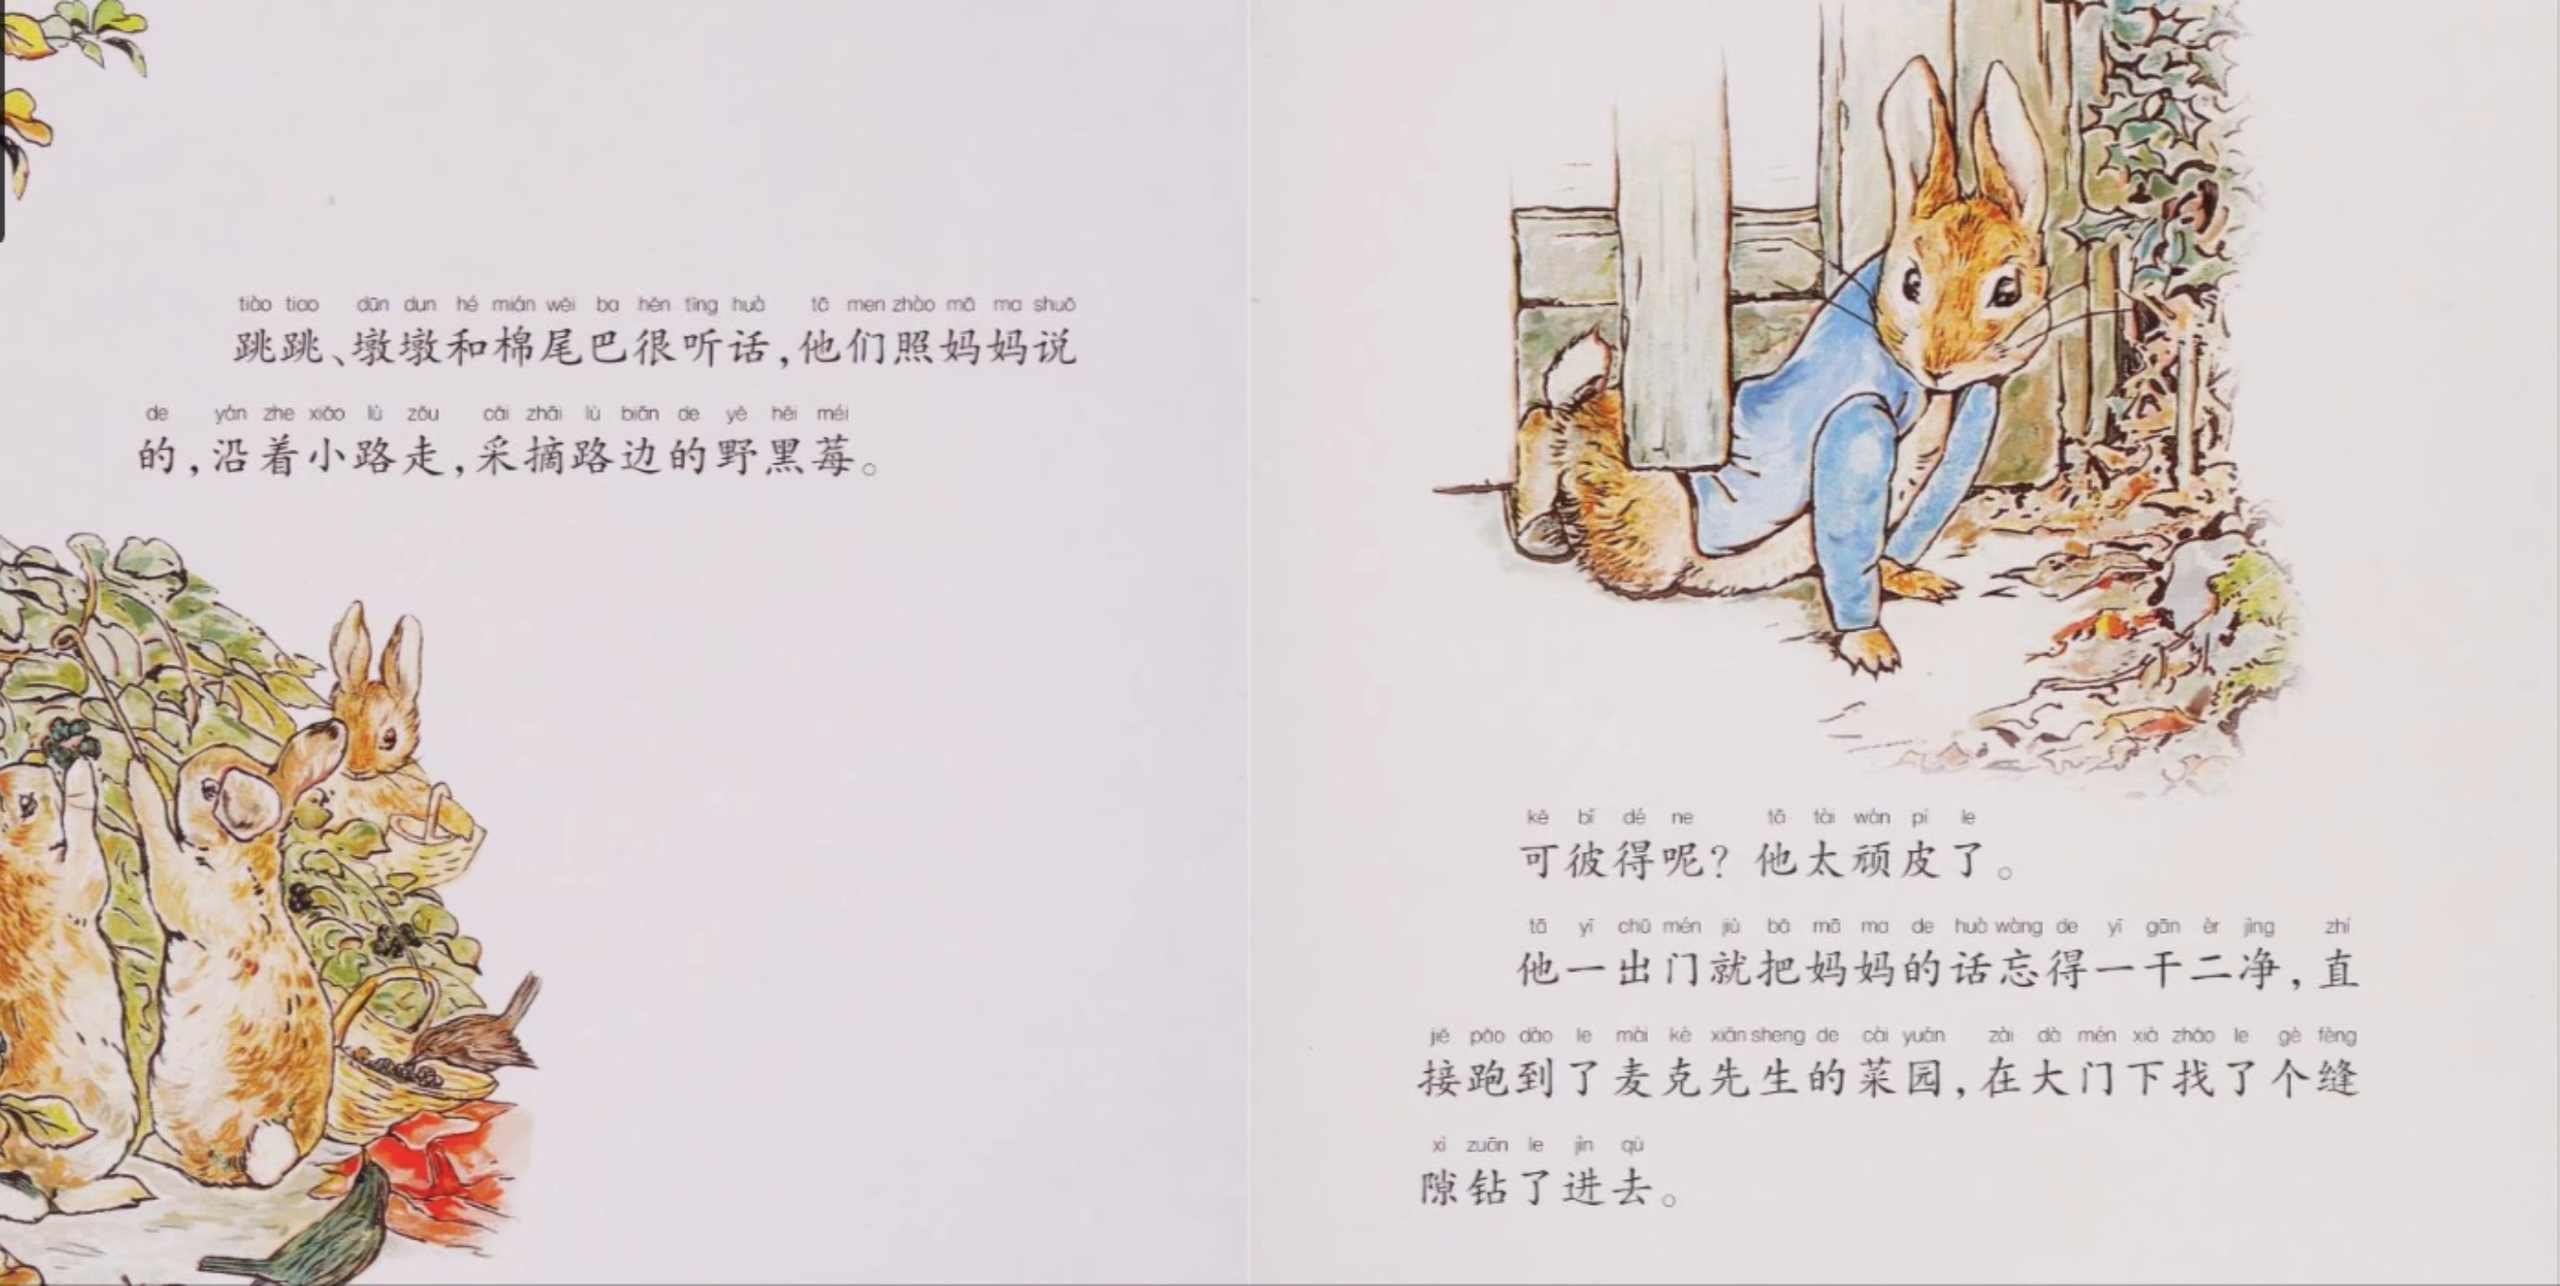 tiào tiao dūn dun hé mián wěi ba hěn tīng huà tā men zhào mā ma shuō
跳跳、墩墩和棉尾巴很听话,他们照妈妈说
de yán zhe xiǎo lù zǒu cǎi zhāi lù biān de yě hēi méi
的,沿着小路走,采摘路边的野黑莓。
kě bǐ dé ne tā tài wán pí le
可彼得呢?他太顽皮了。
tā yì chū mén jiù bǎ mā ma de huà wàng de yì gān èr jìng zhí
他一出门就把妈妈的话忘得一干二净,直
jiē pǎo dào le mài kè xiān sheng de cài yuán zài dà mén xià zhǎo le gè fèng
接跑到了麦克先生的菜园,在大门下找了个缝
xì zuān le jìn qù
隙钻了进去。